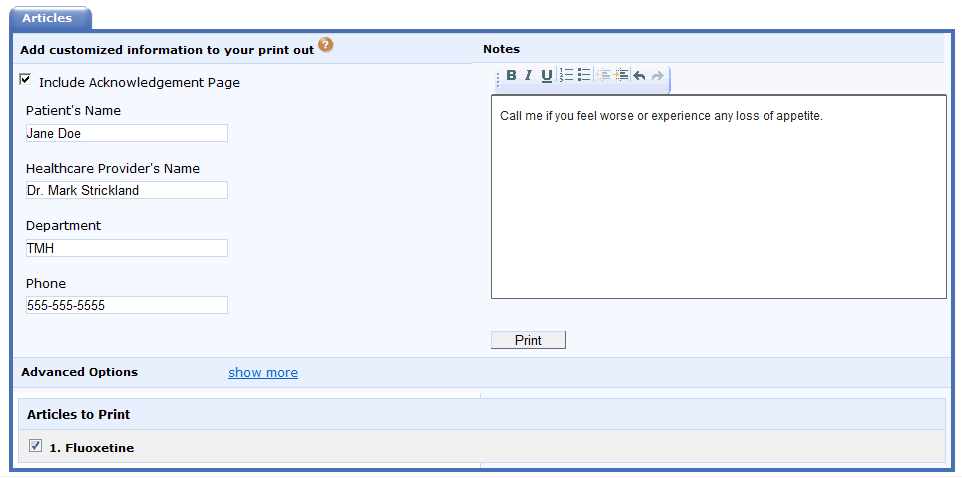 Articles
Add customized information to your print out ?
Include Acknowledgement Page
Patient's Name
Jane Doe
Healthcare Provider's Name
Dr. Mark Strickland
Department
TMH
Phone
555-555-5555
Notes
B I U
Call me if you feel worse or experience any loss of appetite.
Print
Advanced Options show more
Articles to Print
1. Fluoxetine